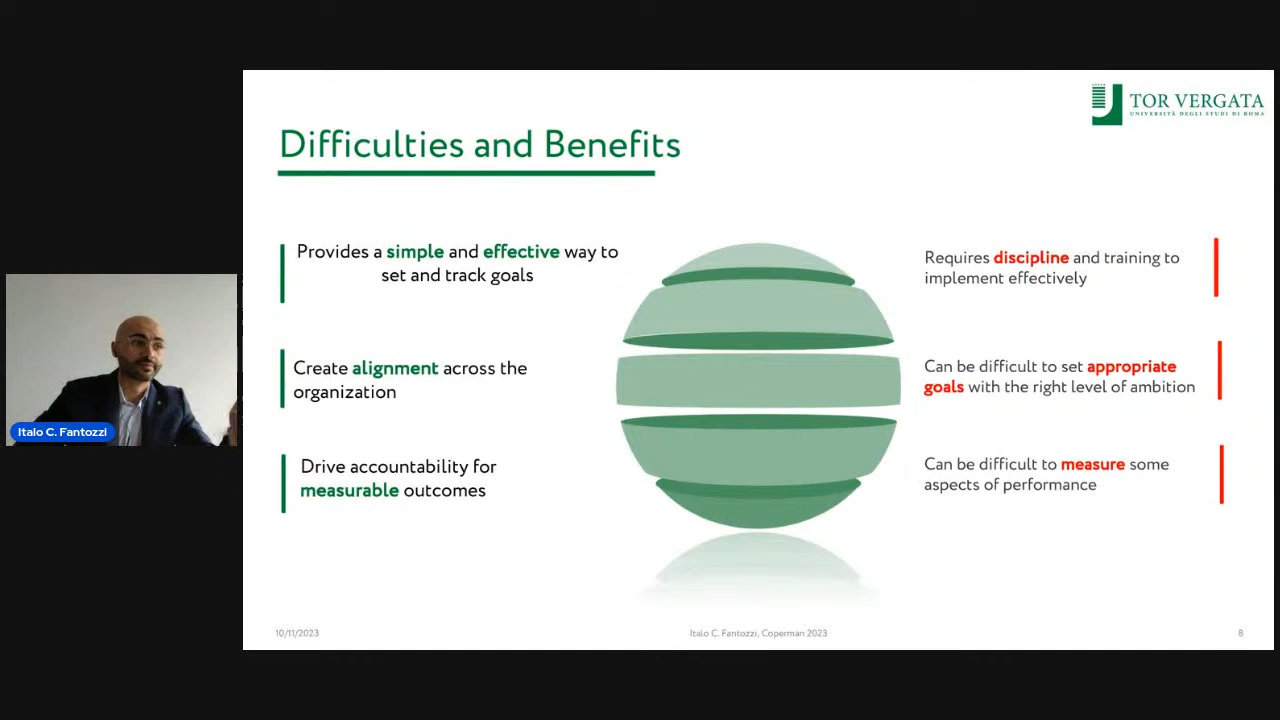 TOR VERGATA
UNIVERSITÀ DEGLI STUDI DI ROMA
Difficulties and Benefits
Provides a simple and effective way to
set and track goals
Create alignment across the
organization
Drive accountability for
measurable outcomes
Requires discipline and training to
implement effectively
Can be difficult to set appropriate
goals with the right level of ambition
Can be difficult to measure some
aspects of performance
Italo C. Fantozzi
10/11/2023
Italo C. Fantozzi, Coperman 2023
8